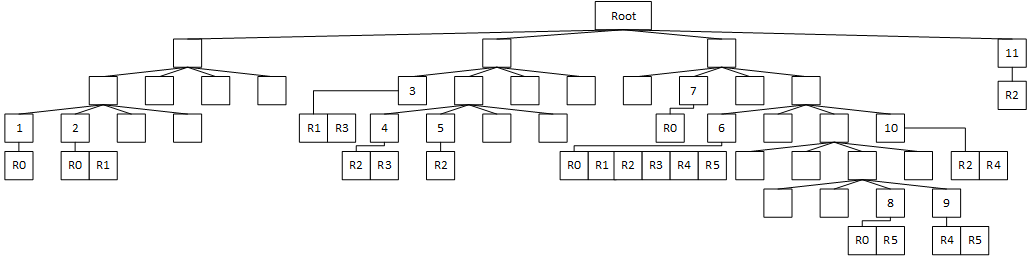 Root
11
3 7 R2
1 2 R1 R3 4 5 R0 6 10
R0 R0 R1 R2 R3 R2 R0 R1 R2 R3 R4 R5 R2 R4
8 9
R0 R5 R4 R5